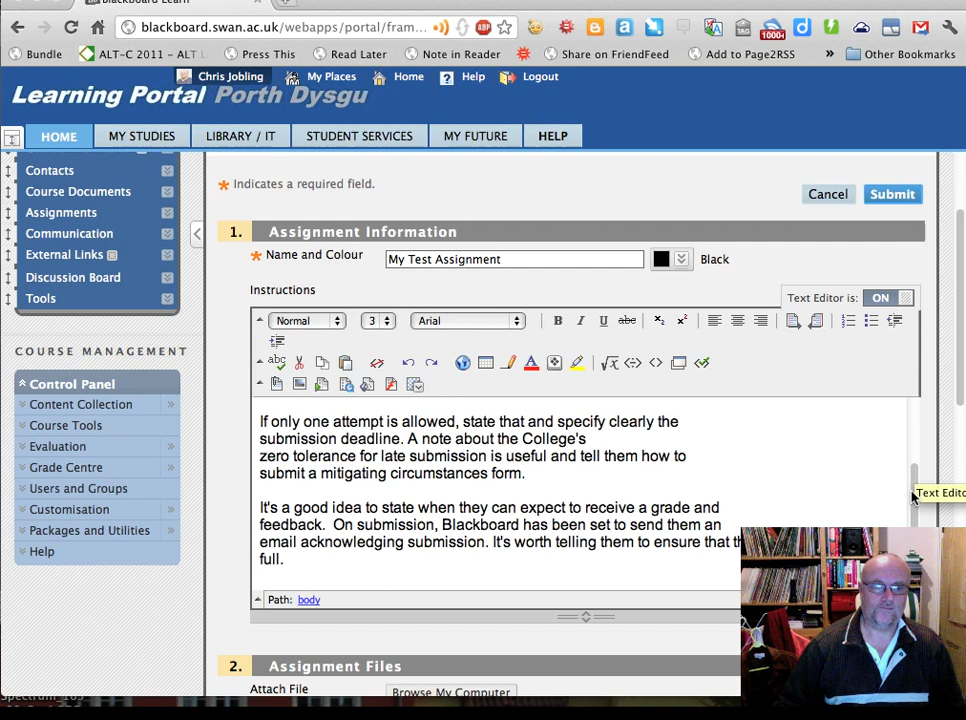 Blackboard Learn
blackboard.swan.ac.uk/webapps/portal/fram...
ABP
1000+
Bundle
ALT-C 2011 – ALT L
Press This
Read Later
Note in Reader
Share on FriendFeed
Add to Page2RSS
»
Other Bookmarks
Chris Jobling
My Places
Home
Help
Logout
Learning Portal Porth Dysgu
HOME
MY STUDIES
LIBRARY / IT
STUDENT SERVICES
MY FUTURE
HELP
Contacts
Course Documents
Assignments
Communication
External Links
Discussion Board
Tools
COURSE MANAGEMENT
Control Panel
Content Collection
Course Tools
Evaluation
Grade Centre
Users and Groups
Customisation
Packages and Utilities
Help
Indicates a required field.
Cancel
Submit
1. Assignment Information
Name and Colour
My Test Assignment
Black
Instructions
Text Editor is: ON
Normal
3
Arial
B I U abc
abc
If only one attempt is allowed, state that and specify clearly the
submission deadline. A note about the College's
zero tolerance for late submission is useful and tell them how to
submit a mitigating circumstances form.
It's a good idea to state when they can expect to receive a grade and
feedback. On submission, Blackboard has been set to send them an
email acknowledging submission. It's worth telling them to ensure that
full.
Text Edito
Path: body
2. Assignment Files
Attach File
Browse My Computer